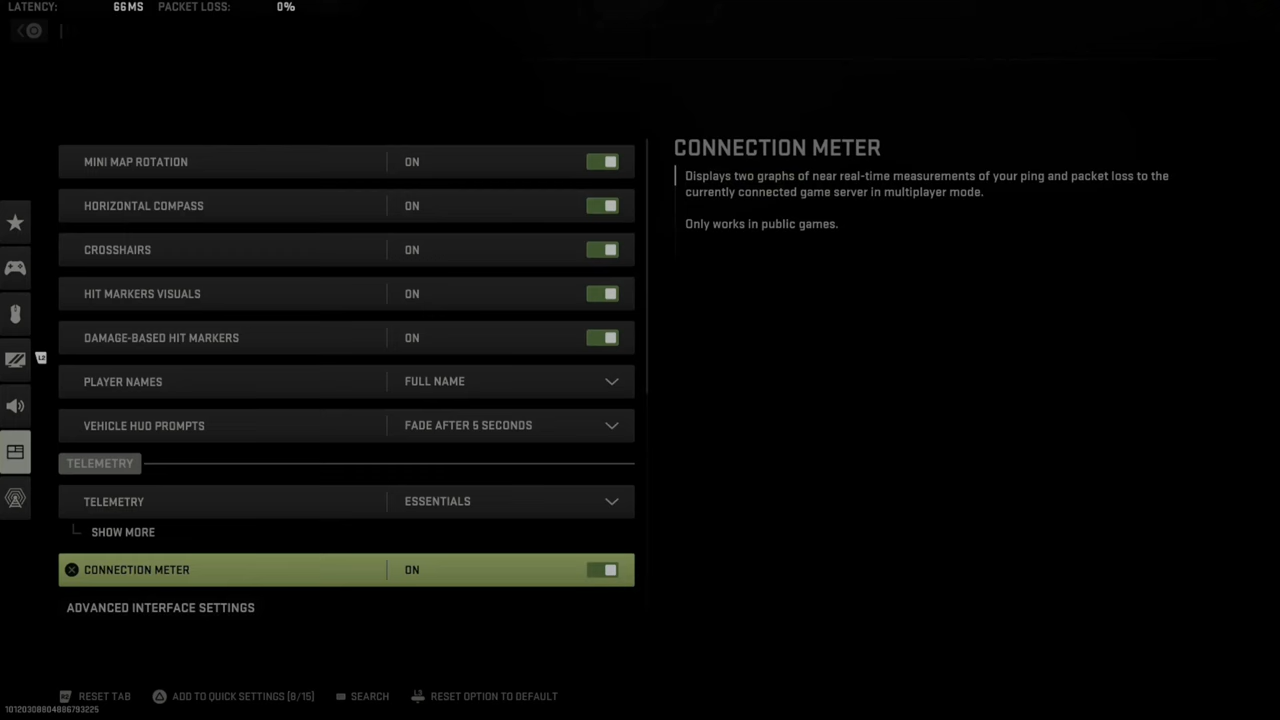 LATENCY: 66MS PACKET LOSS: 0%
MINI MAP ROTATION ON
HORIZONTAL COMPASS ON
CROSSHAIRS ON
HIT MARKERS VISUALS ON
DAMAGE-BASED HIT MARKERS ON
PLAYER NAMES FULL NAME
VEHICLE HUD PROMPTS FADE AFTER 5 SECONDS
TELEMETRY
TELEMETRY ESSENTIALS
SHOW MORE
CONNECTION METER ON
ADVANCED INTERFACE SETTINGS
CONNECTION METER
Displays two graphs of near real-time measurements of your ping and packet loss to the
currently connected game server in multiplayer mode.
Only works in public games.
L2
R2 RESET TAB ADD TO QUICK SETTINGS [8/15] SEARCH L3 RESET OPTION TO DEFAULT